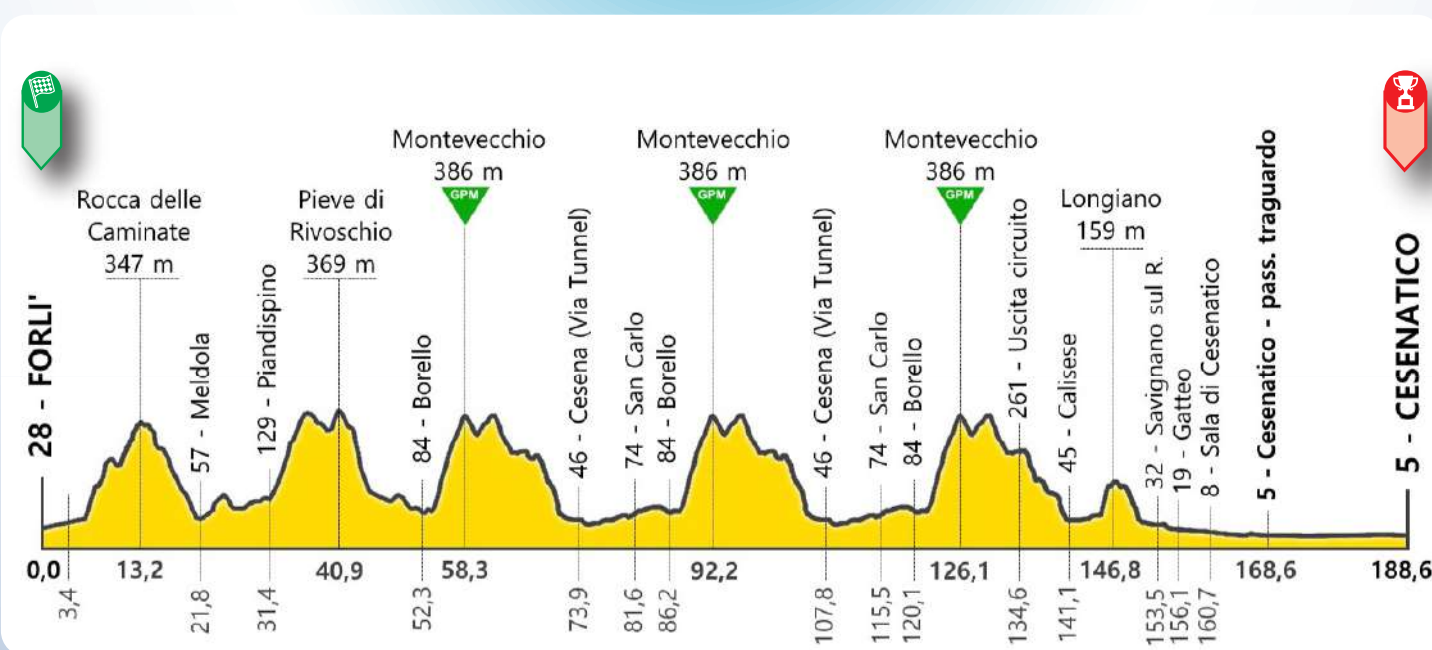 Montevecchio
386 m
GPM
Montevecchio
386 m
GPM
Montevecchio
386 m
GPM
Rocca delle
Caminate
347 m
Pieve di
Rivoschio
369 m
Longiano
159 m
28 - FORLI'
57 - Meldola
129 - Piandispino
84 - Borello
46 - Cesena (Via Tunnel)
74 - San Carlo
84 - Borello
46 - Cesena (Via Tunnel)
74 - San Carlo
84 - Borello
261 - Uscita circuito
45 - Calisese
32 - Savignano sul R.
19 - Gatteo
8 - Sala di Cesenatico
5 - Cesenatico - pass. traguardo
5 - CESENATICO
0,0
3,4
13,2
21,8
31,4
40,9
52,3
58,3
73,9
81,6
86,2
92,2
107,8
115,5
120,1
126,1
134,6
141,1
146,8
153,5
156,1
160,7
168,6
188,6